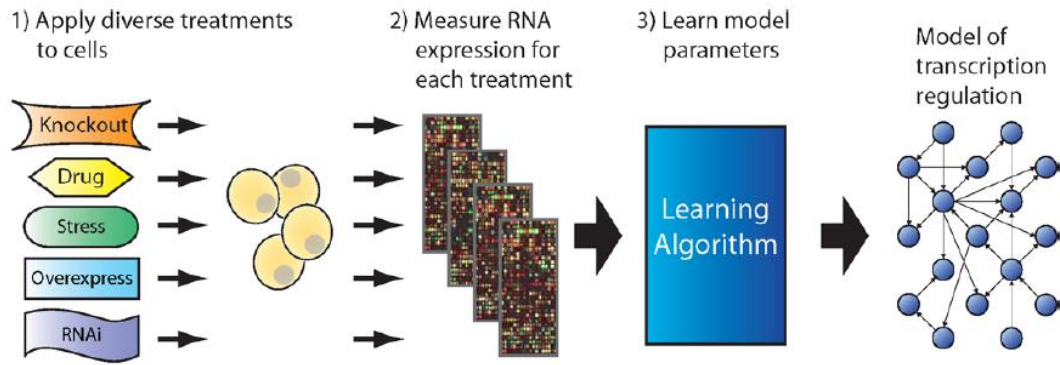 1) Apply diverse treatments
to cells
2) Measure RNA
expression for
each treatment
3) Learn model
parameters
Model of
transcription
regulation
Knockout
Drug
Stress
Overexpress
RNAi
Learning
Algorithm